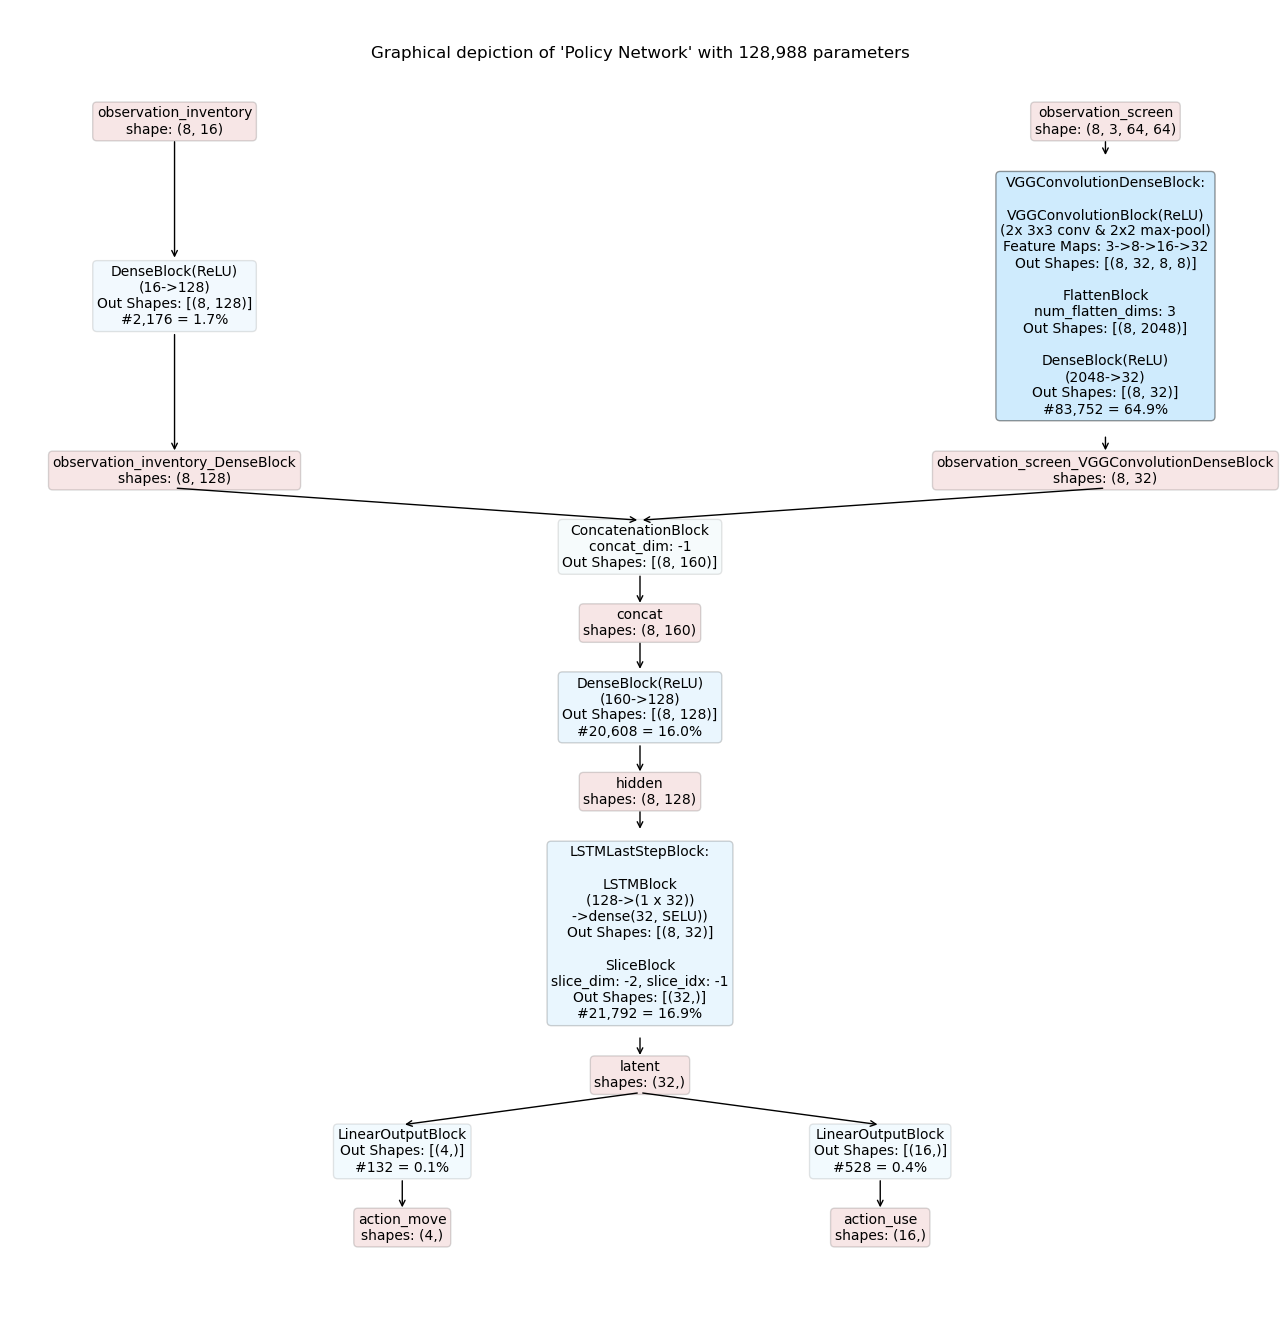 Graphical depiction of 'Policy Network' with 128,988 parameters
observation_inventory
shape: (8, 16)
observation_screen
shape: (8, 3, 64, 64)
DenseBlock(ReLU)
(16->128)
Out Shapes: [(8, 128)]
#2,176 = 1.7%
VGGConvolutionDenseBlock:
VGGConvolutionBlock(ReLU)
(2x 3x3 conv & 2x2 max-pool)
Feature Maps: 3->8->16->32
Out Shapes: [(8, 32, 8, 8)]
FlattenBlock
num_flatten_dims: 3
Out Shapes: [(8, 2048)]
DenseBlock(ReLU)
(2048->32)
Out Shapes: [(8, 32)]
#83,752 = 64.9%
observation_inventory_DenseBlock
shapes: (8, 128)
observation_screen_VGGConvolutionDenseBlock
shapes: (8, 32)
ConcatenationBlock
concat_dim: -1
Out Shapes: [(8, 160)]
concat
shapes: (8, 160)
DenseBlock(ReLU)
(160->128)
Out Shapes: [(8, 128)]
#20,608 = 16.0%
hidden
shapes: (8, 128)
LSTMLastStepBlock:
LSTMBlock
(128->(1 x 32))
->dense(32, SELU))
Out Shapes: [(8, 32)]
SliceBlock
slice_dim: -2, slice_idx: -1
Out Shapes: [(32,)]
#21,792 = 16.9%
latent
shapes: (32,)
LinearOutputBlock
Out Shapes: [(4,)]
#132 = 0.1%
LinearOutputBlock
Out Shapes: [(16,)]
#528 = 0.4%
action_move
shapes: (4,)
action_use
shapes: (16,)